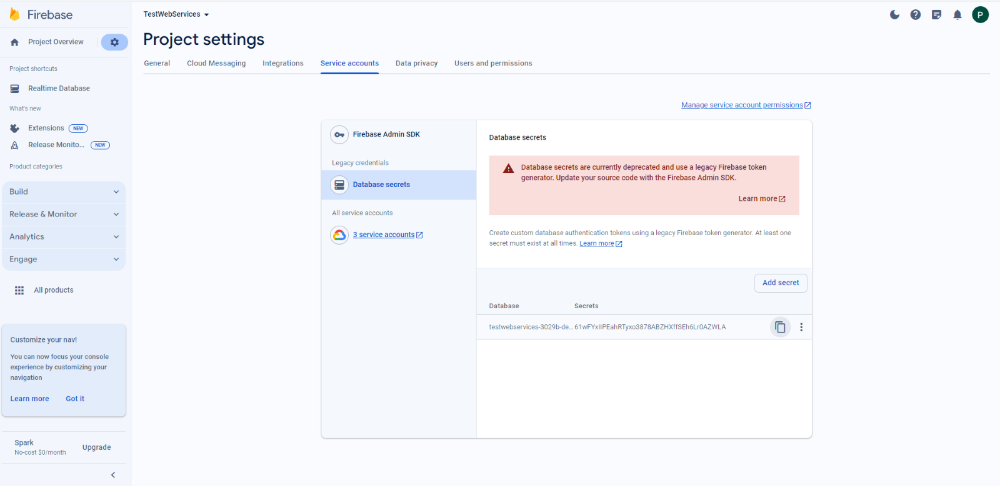 Firebase
TestWebServices
P
Project Overview
Project settings
General Cloud Messaging Integrations Service accounts Data privacy Users and permissions
Project shortcuts
Realtime Database
What's new
Extensions NEW
Release Monito... NEW
Product categories
Build
Release & Monitor
Analytics
Engage
All products
Customize your nav!
You can now focus your console
experience by customizing your
navigation
Learn more Got it
Spark
No-cost $0/month
Upgrade
Manage service account permissions
Firebase Admin SDK
Legacy credentials
Database secrets
All service accounts
3 service accounts
Database secrets
Database secrets are currently deprecated and use a legacy Firebase token
generator. Update your source code with the Firebase Admin SDK.
Learn more
Create custom database authentication tokens using a legacy Firebase token generator. At least one
secret must exist at all times. Learn more
Add secret
Database Secrets
testwebservices-3029b-de...